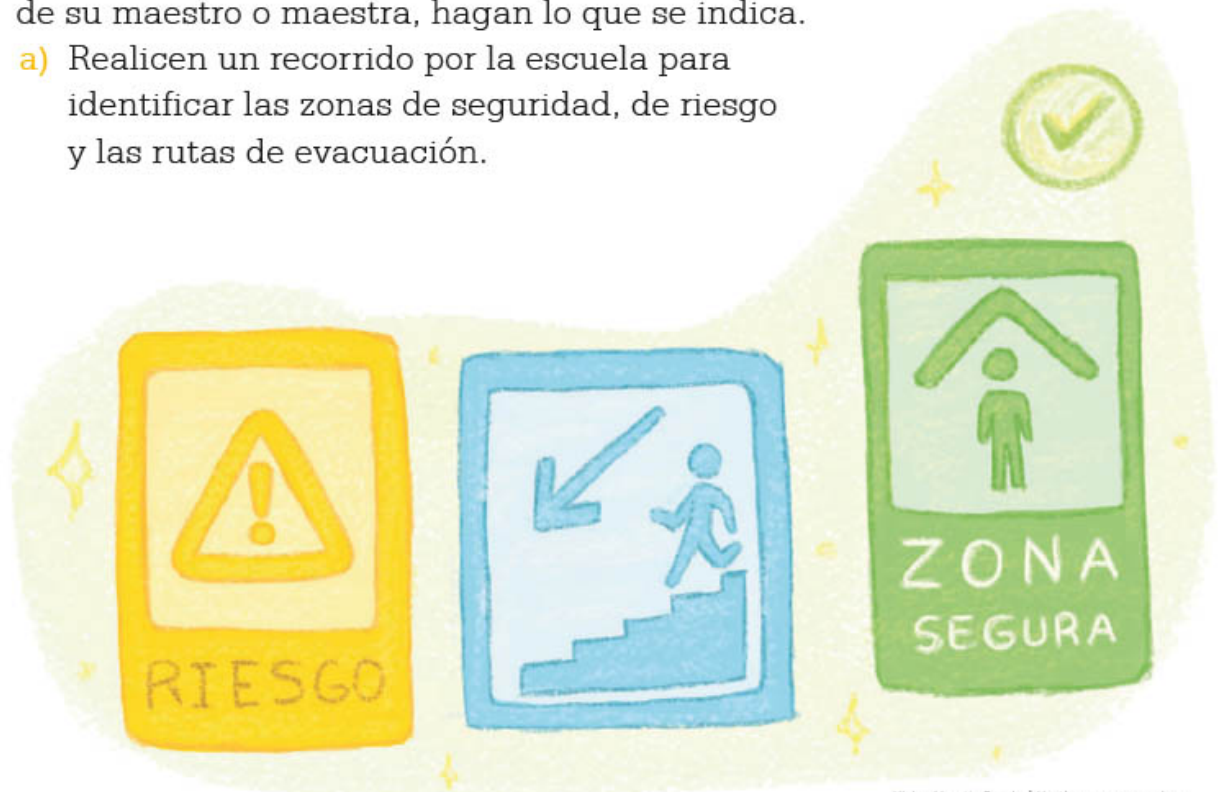 de su maestro o maestra, hagan lo que se indica.
a) Realicen un recorrido por la escuela para
identificar las zonas de seguridad, de riesgo
y las rutas de evacuación.
RIESGO
ZONA
SEGURA